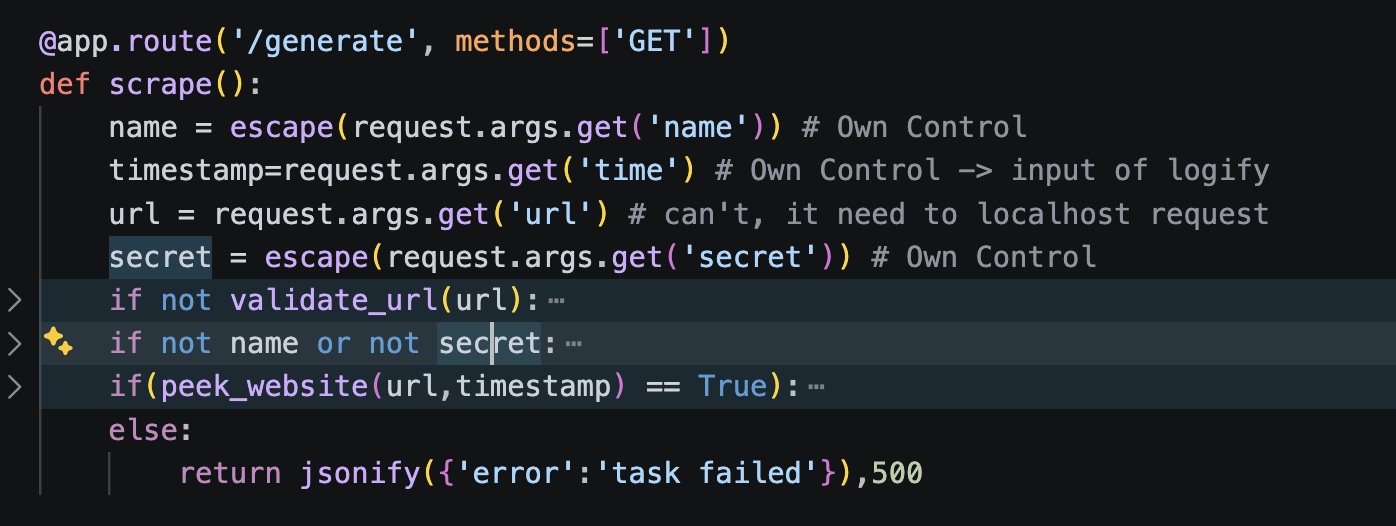 @app.route('/generate', methods=['GET'])
def scrape():
    name = escape(request.args.get('name')) # Own Control
    timestamp=request.args.get('time') # Own Control -> input of logify
    url = request.args.get('url') # can't, it need to localhost request
    secret = escape(request.args.get('secret')) # Own Control
    if not validate_url(url):⋯
    if not name or not secret:⋯
    if(peek_website(url,timestamp) == True):⋯
    else:
        return jsonify({'error':'task failed'}),500